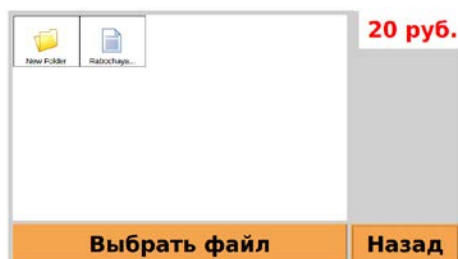 20 руб.
New Folder
Rabochaya...
Выбрать файл
Назад